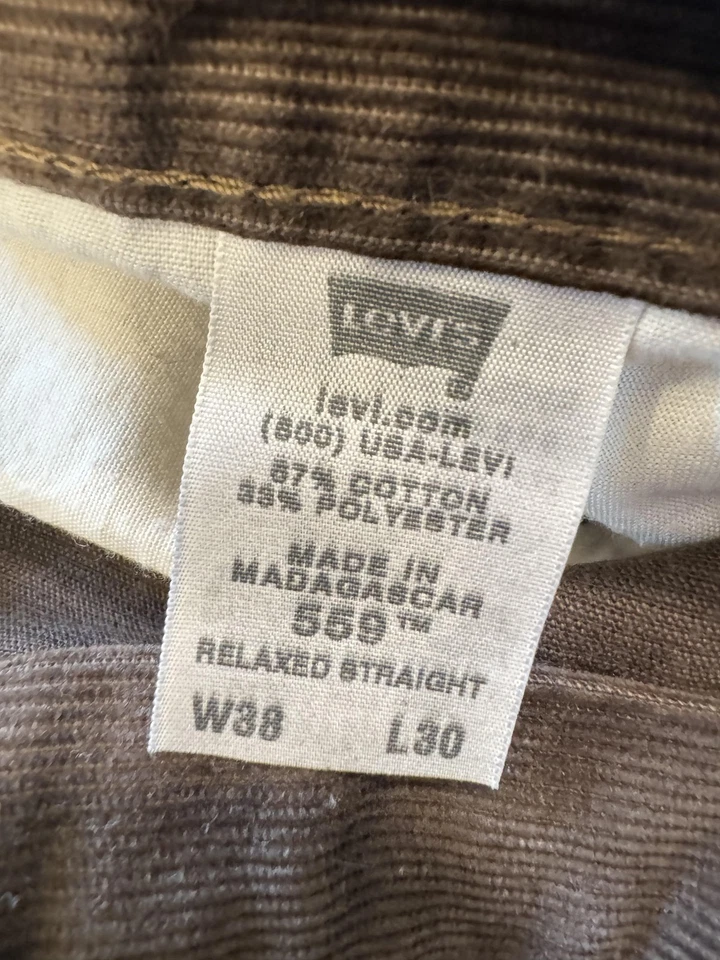 Levi's
®
levi.com
(800) USA-LEVI
67% COTTON
33% POLYESTER
MADE IN
MADAGASCAR
559™
RELAXED STRAIGHT
W38 L30